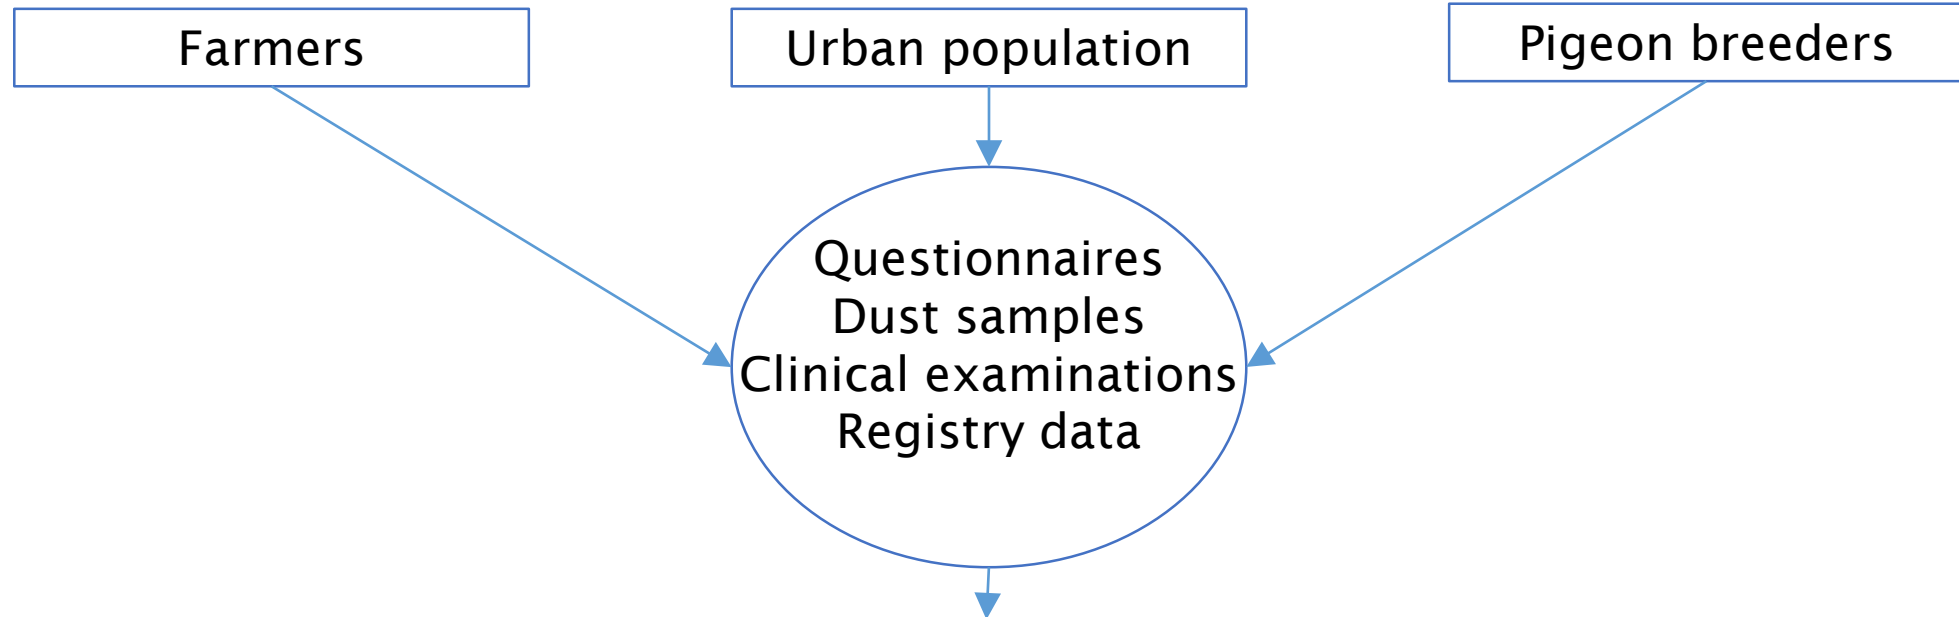 Farmers
Urban population
Pigeon breeders
Questionnaires
Dust samples
Clinical examinations
Registry data